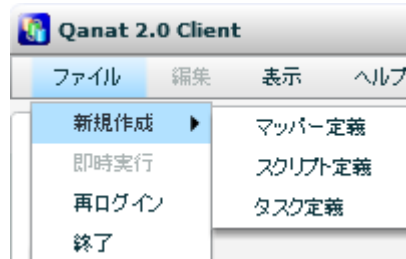 Qanat 2.0 Client
ファイル 編集 表示 ヘルプ
新規作成
マッパー定義
即時実行
スクリプト定義
再ログイン
タスク定義
終了